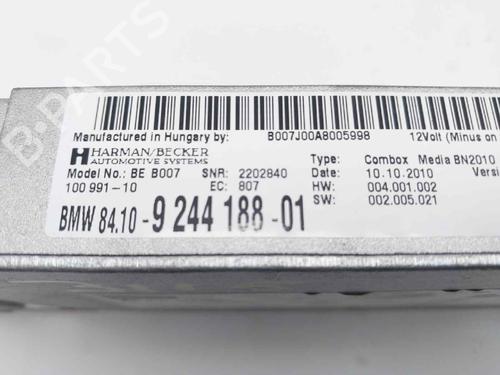 Manufactured in Hungary by: B007J00A8005998 12Volt (Minus on
HARMAN/BECKER
AUTOMOTIVE SYSTEMS
Type: Combox Media BN2010
Model No.: BE B007 SNR: 2202840 Date: 10.10.2010 Versi
100 991-10 EC: 807 HW: 004.001.002
SW: 002.005.021
BMW 84.10-9 244 188-01
B-PARTS